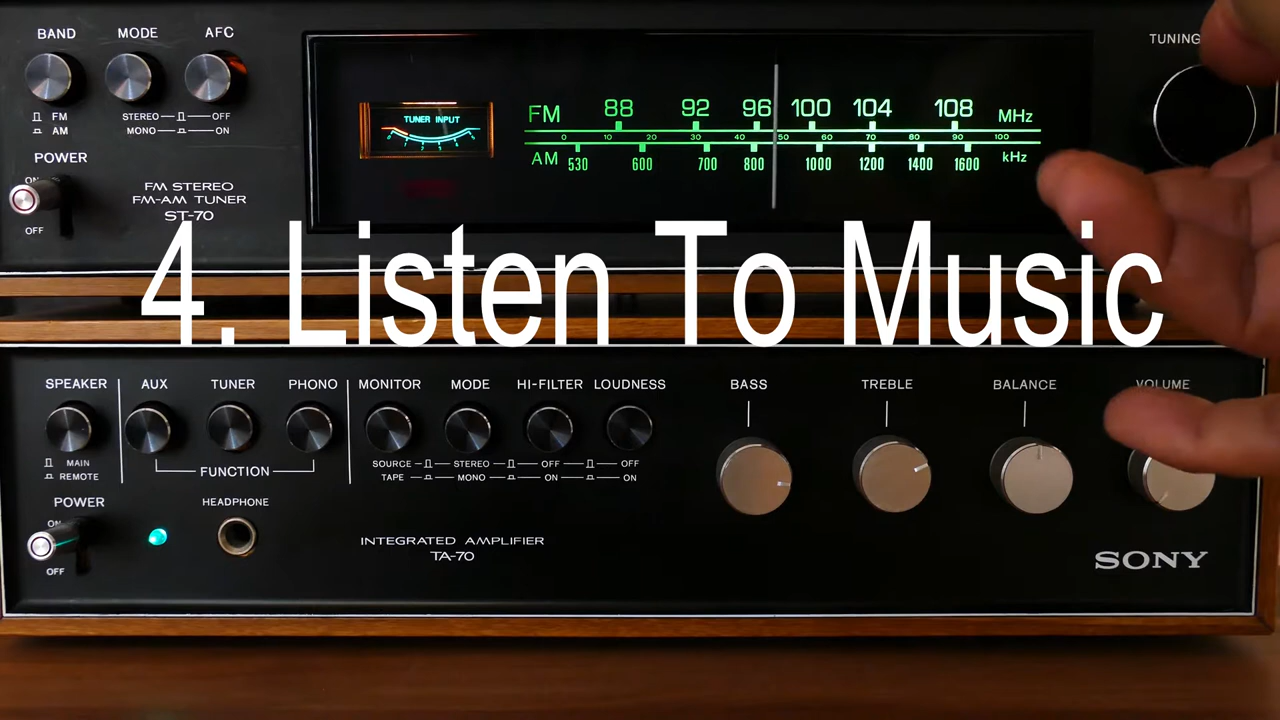 BAND MODE AFC
TUNING
FM 88 92 96 100 104 108 MHz
0 10 20 30 40 50 60 70 80 90 100
AM 530 600 700 800 1000 1200 1400 1600 kHz
TUNER INPUT
FM
AM
STEREO OFF
MONO ON
POWER
ON
OFF
FM STEREO
FM-AM TUNER
ST-70
4. Listen To Music
SPEAKER AUX TUNER PHONO MONITOR MODE HI-FILTER LOUDNESS BASS TREBLE BALANCE VOLUME
MAIN
REMOTE
FUNCTION
SOURCE STEREO OFF OFF
TAPE MONO ON ON
POWER
ON
OFF
HEADPHONE
INTEGRATED AMPLIFIER
TA-70
SONY